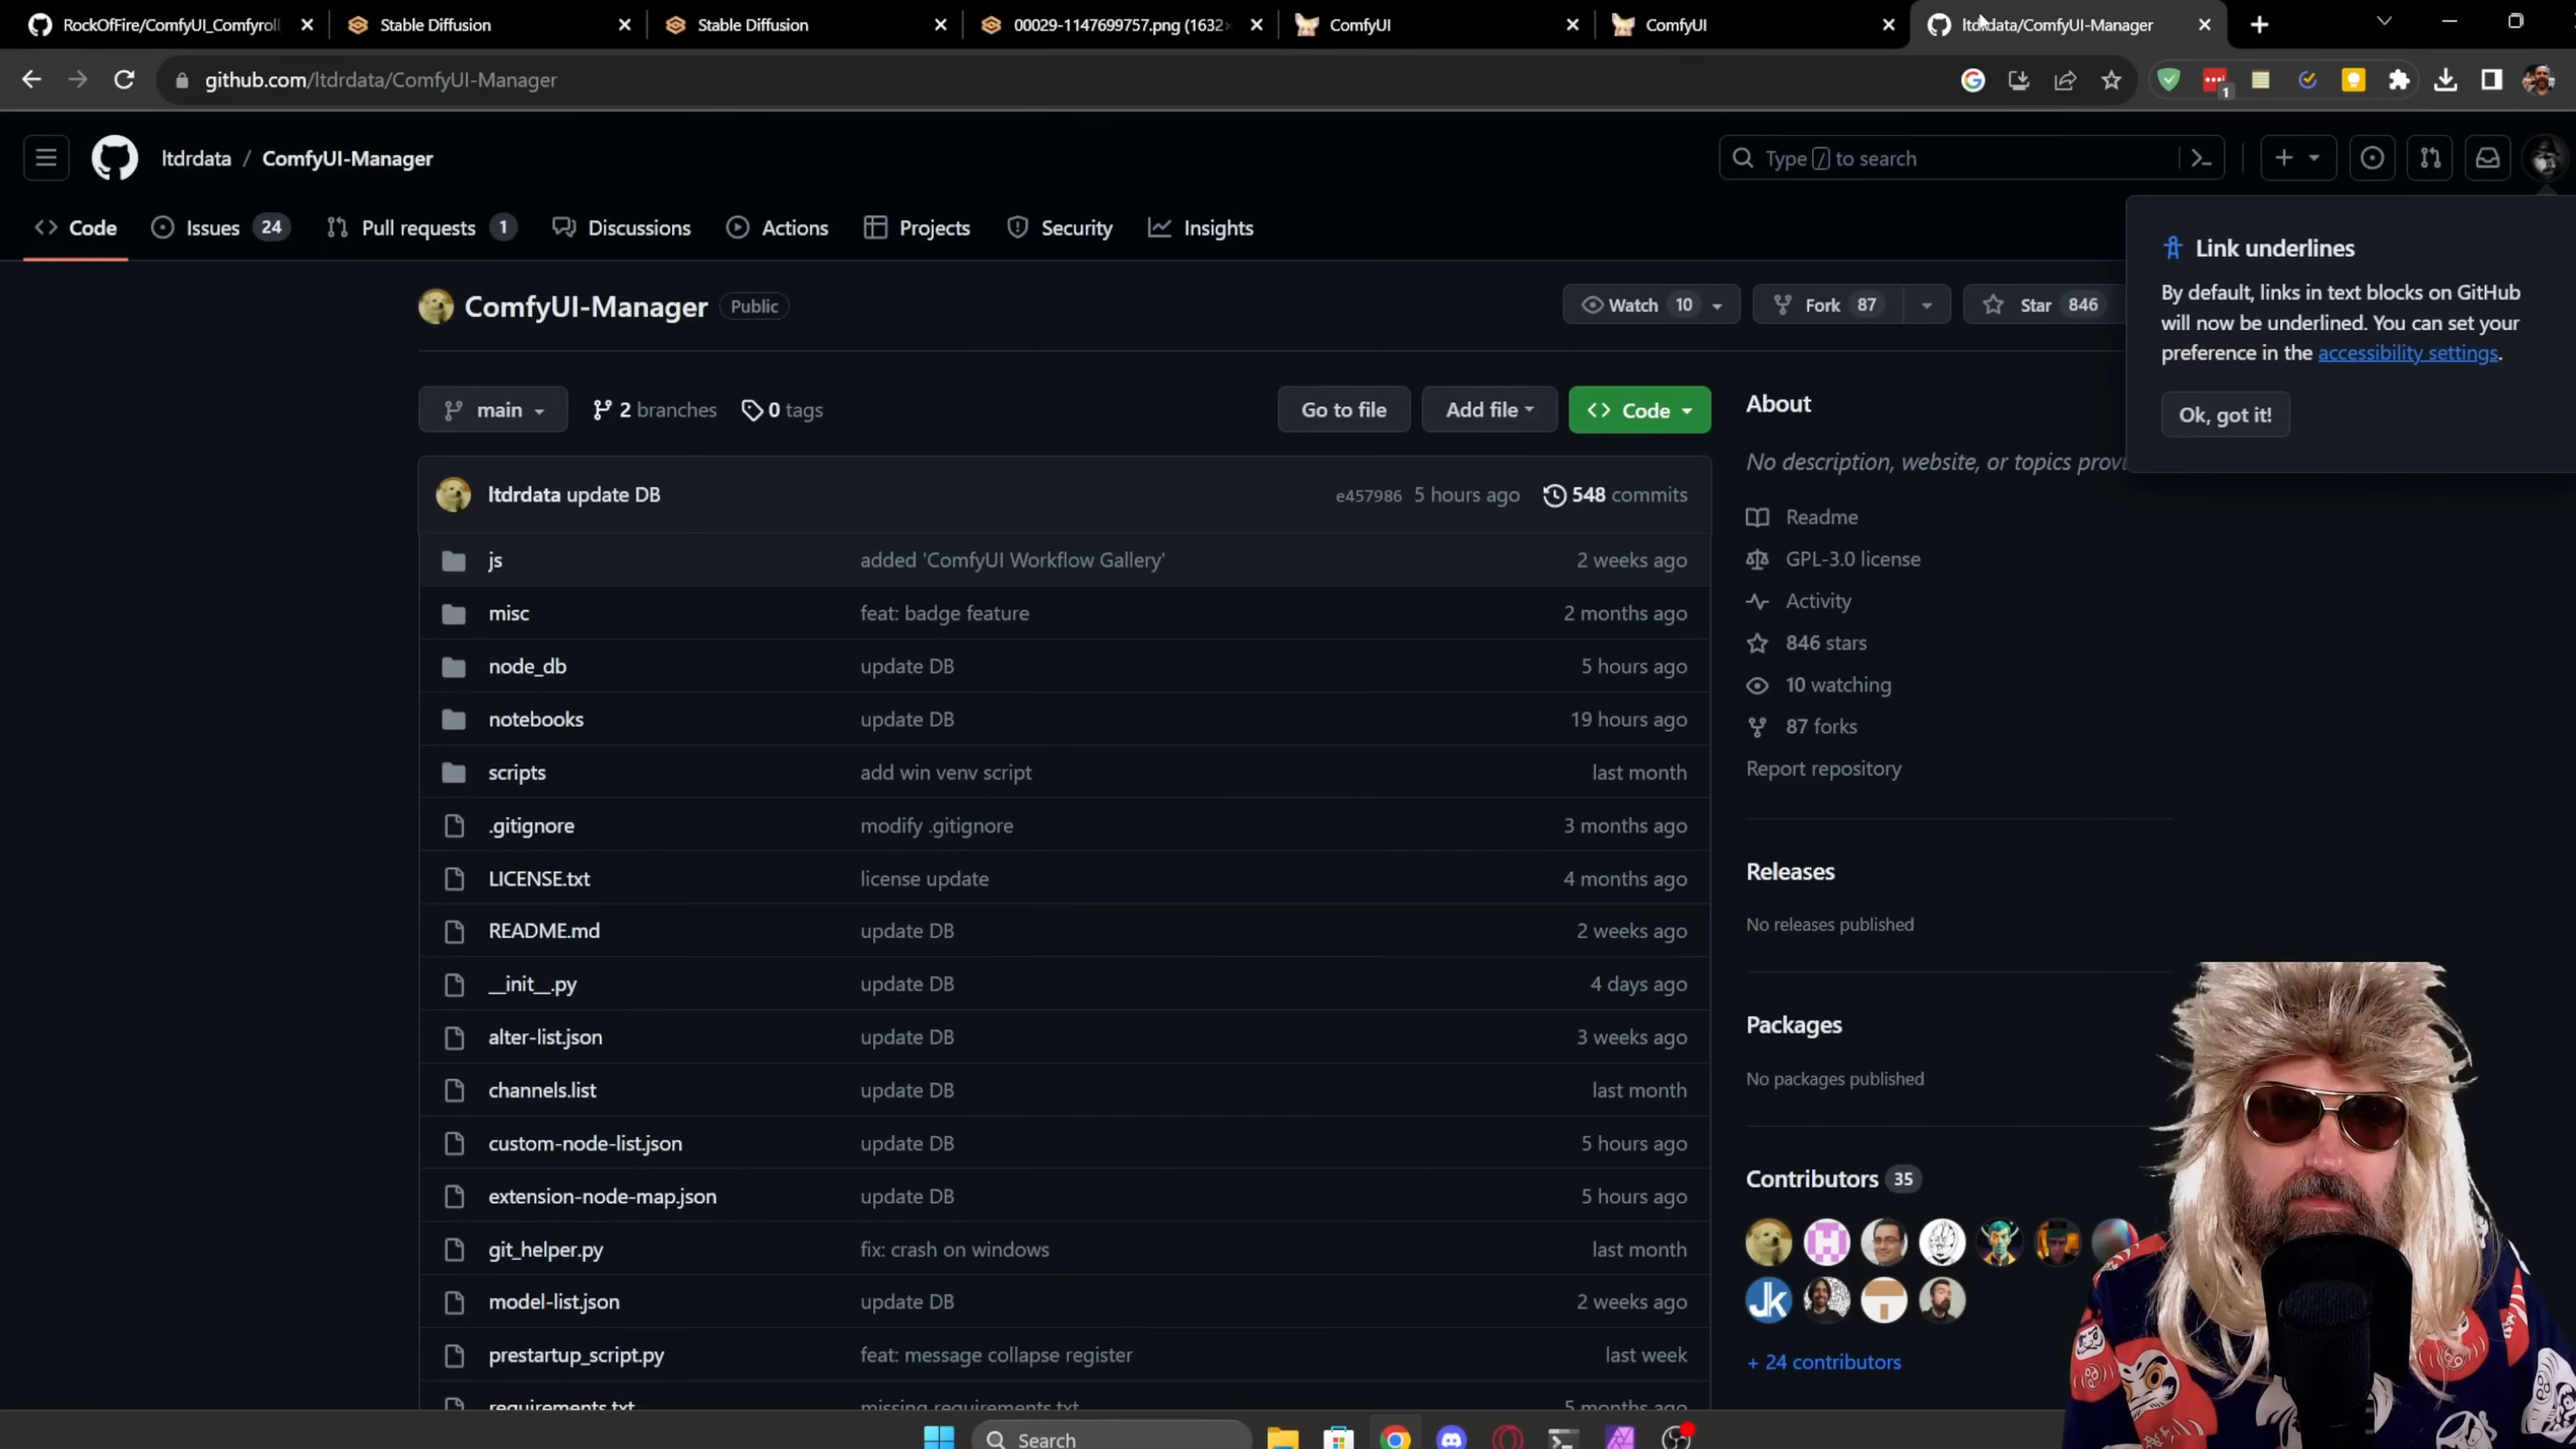 RockOfFire/ComfyUI_Comfyroll
Stable Diffusion
Stable Diffusion
00029-1147699757.png (1632×
ComfyUI
ComfyUI
ltdrdata/ComfyUI-Manager
github.com/ltdrdata/ComfyUI-Manager
1
ltdrdata / ComfyUI-Manager
Type / to search
Code
Issues 24
Pull requests 1
Discussions
Actions
Projects
Security
Insights
Link underlines
By default, links in text blocks on GitHub
will now be underlined. You can set your
preference in the accessibility settings.
Ok, got it!
ComfyUI-Manager Public
Watch 10
Fork 87
Star 846
main
2 branches
0 tags
Go to file
Add file
Code
ltdrdata update DB e457986 5 hours ago 548 commits
js added 'ComfyUI Workflow Gallery' 2 weeks ago
misc feat: badge feature 2 months ago
node_db update DB 5 hours ago
notebooks update DB 19 hours ago
scripts add win venv script last month
.gitignore modify .gitignore 3 months ago
LICENSE.txt license update 4 months ago
README.md update DB 2 weeks ago
__init__.py update DB 4 days ago
alter-list.json update DB 3 weeks ago
channels.list update DB last month
custom-node-list.json update DB 5 hours ago
extension-node-map.json update DB 5 hours ago
git_helper.py fix: crash on windows last month
model-list.json update DB 2 weeks ago
prestartup_script.py feat: message collapse register last week
requirements.txt missing requirements.txt 5 months ago
About
No description, website, or topics prov
Readme
GPL-3.0 license
Activity
846 stars
10 watching
87 forks
Report repository
Releases
No releases published
Packages
No packages published
Contributors 35
JK
+ 24 contributors
Search